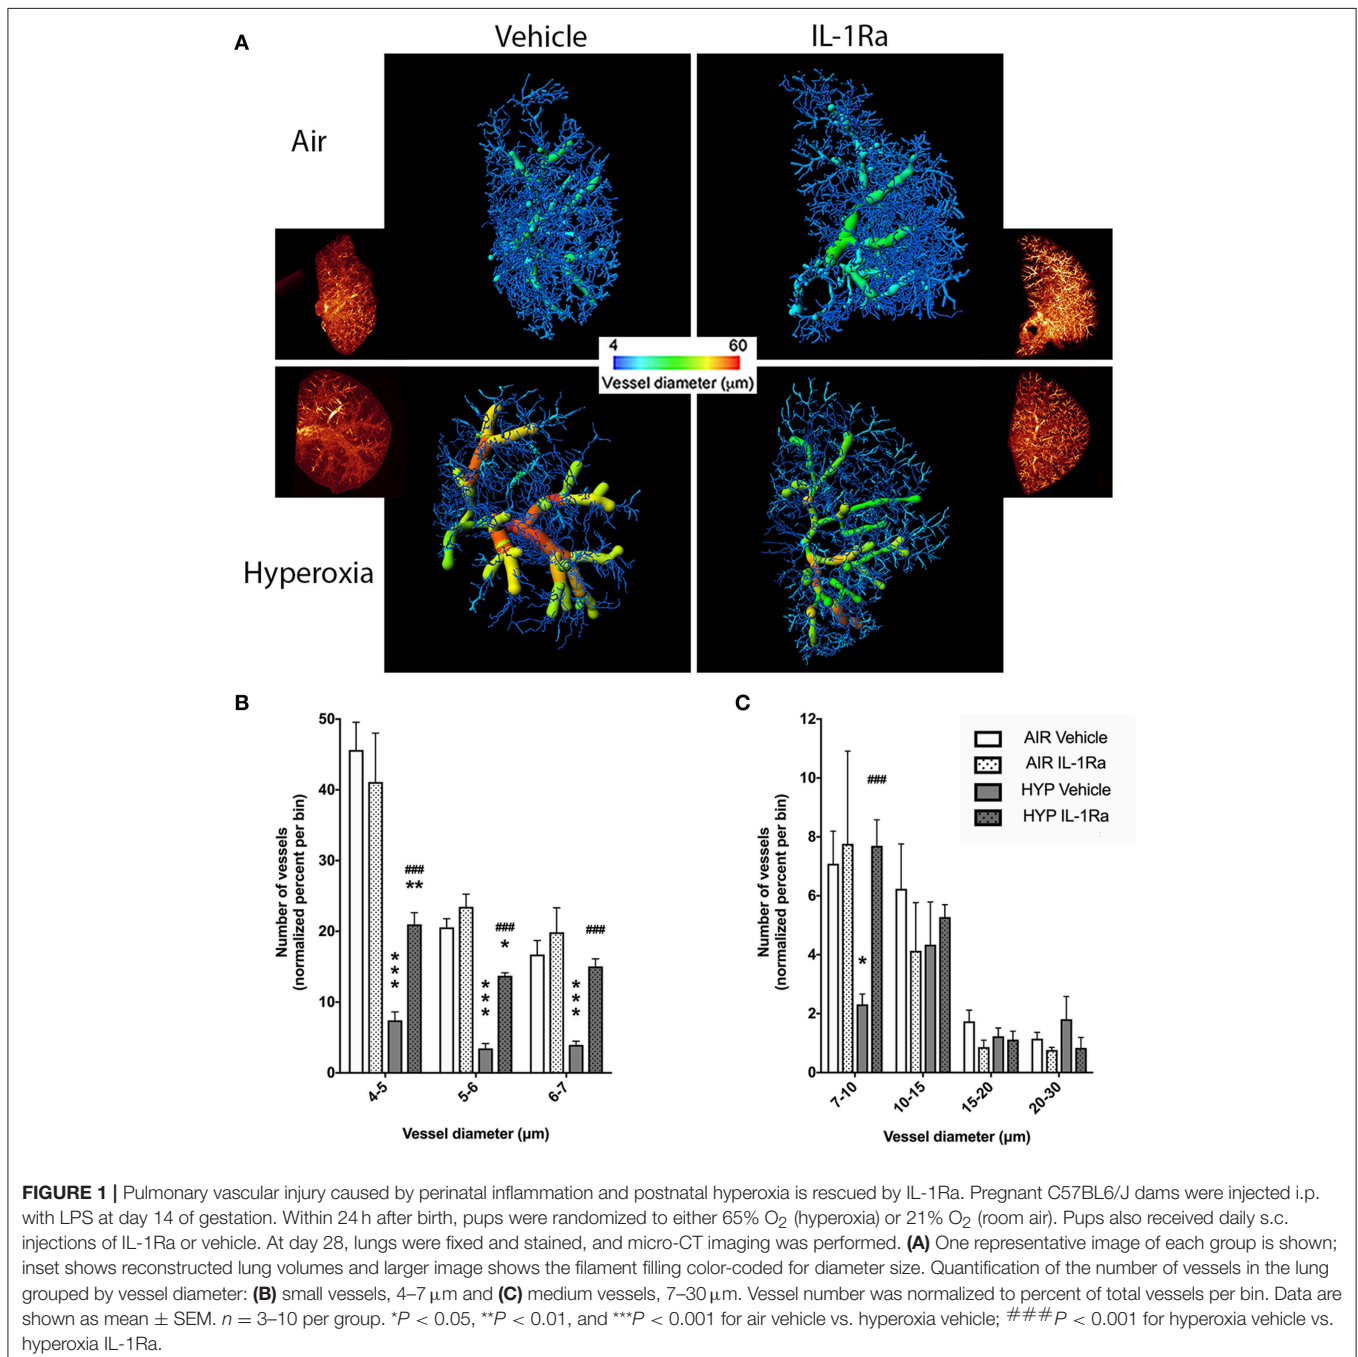 A
Vehicle
IL-1Ra
Air
4
60
Vessel diameter (μm)
Hyperoxia
B
50
40
30
20
10
0
Number of vessels
(normalized percent per bin)
***
###
**
***
###
*
***
###
4-5
5-6
6-7
Vessel diameter (μm)
C
12
10
8
6
4
2
0
Number of vessels
(normalized percent per bin)
*
###
7-10
10-15
15-20
20-30
Vessel diameter (μm)
AIR Vehicle
AIR IL-1Ra
HYP Vehicle
HYP IL-1Ra
FIGURE 1 | Pulmonary vascular injury caused by perinatal inflammation and postnatal hyperoxia is rescued by IL-1Ra. Pregnant C57BL6/J dams were injected i.p.
with LPS at day 14 of gestation. Within 24 h after birth, pups were randomized to either 65% O₂ (hyperoxia) or 21% O₂ (room air). Pups also received daily s.c.
injections of IL-1Ra or vehicle. At day 28, lungs were fixed and stained, and micro-CT imaging was performed. (A) One representative image of each group is shown;
inset shows reconstructed lung volumes and larger image shows the filament filling color-coded for diameter size. Quantification of the number of vessels in the lung
grouped by vessel diameter: (B) small vessels, 4–7 μm and (C) medium vessels, 7–30 μm. Vessel number was normalized to percent of total vessels per bin. Data are
shown as mean ± SEM. n = 3–10 per group. *P < 0.05, **P < 0.01, and ***P < 0.001 for air vehicle vs. hyperoxia vehicle; ###P < 0.001 for hyperoxia vehicle vs.
hyperoxia IL-1Ra.